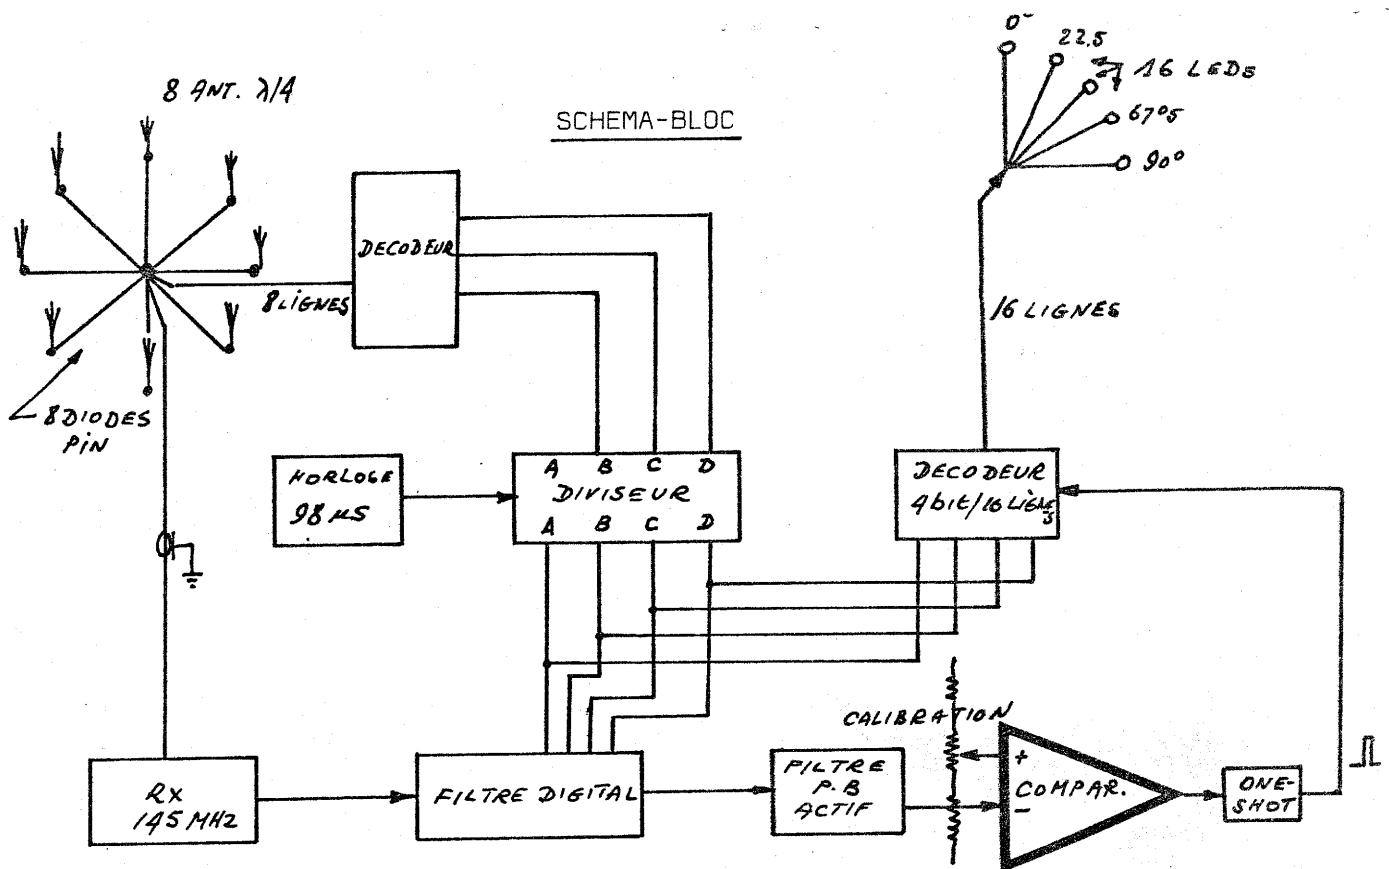 8 ANT. λ/4
SCHEMA-BLOC
0°
22.5
16 LEDS
67°5
90°
DECODEUR
8 LIGNES
16 LIGNES
8 DIODES
PIN
HORLOGE
98 µS
A B C D
DIVISEUR
A B C D
DECODEUR
4 bit/16 LIGNES
CALIBRATION
RX
145 MHZ
FILTRE DIGITAL
FILTRE
P.B
ACTIF
+
COMPAR.
-
ONE-
SHOT